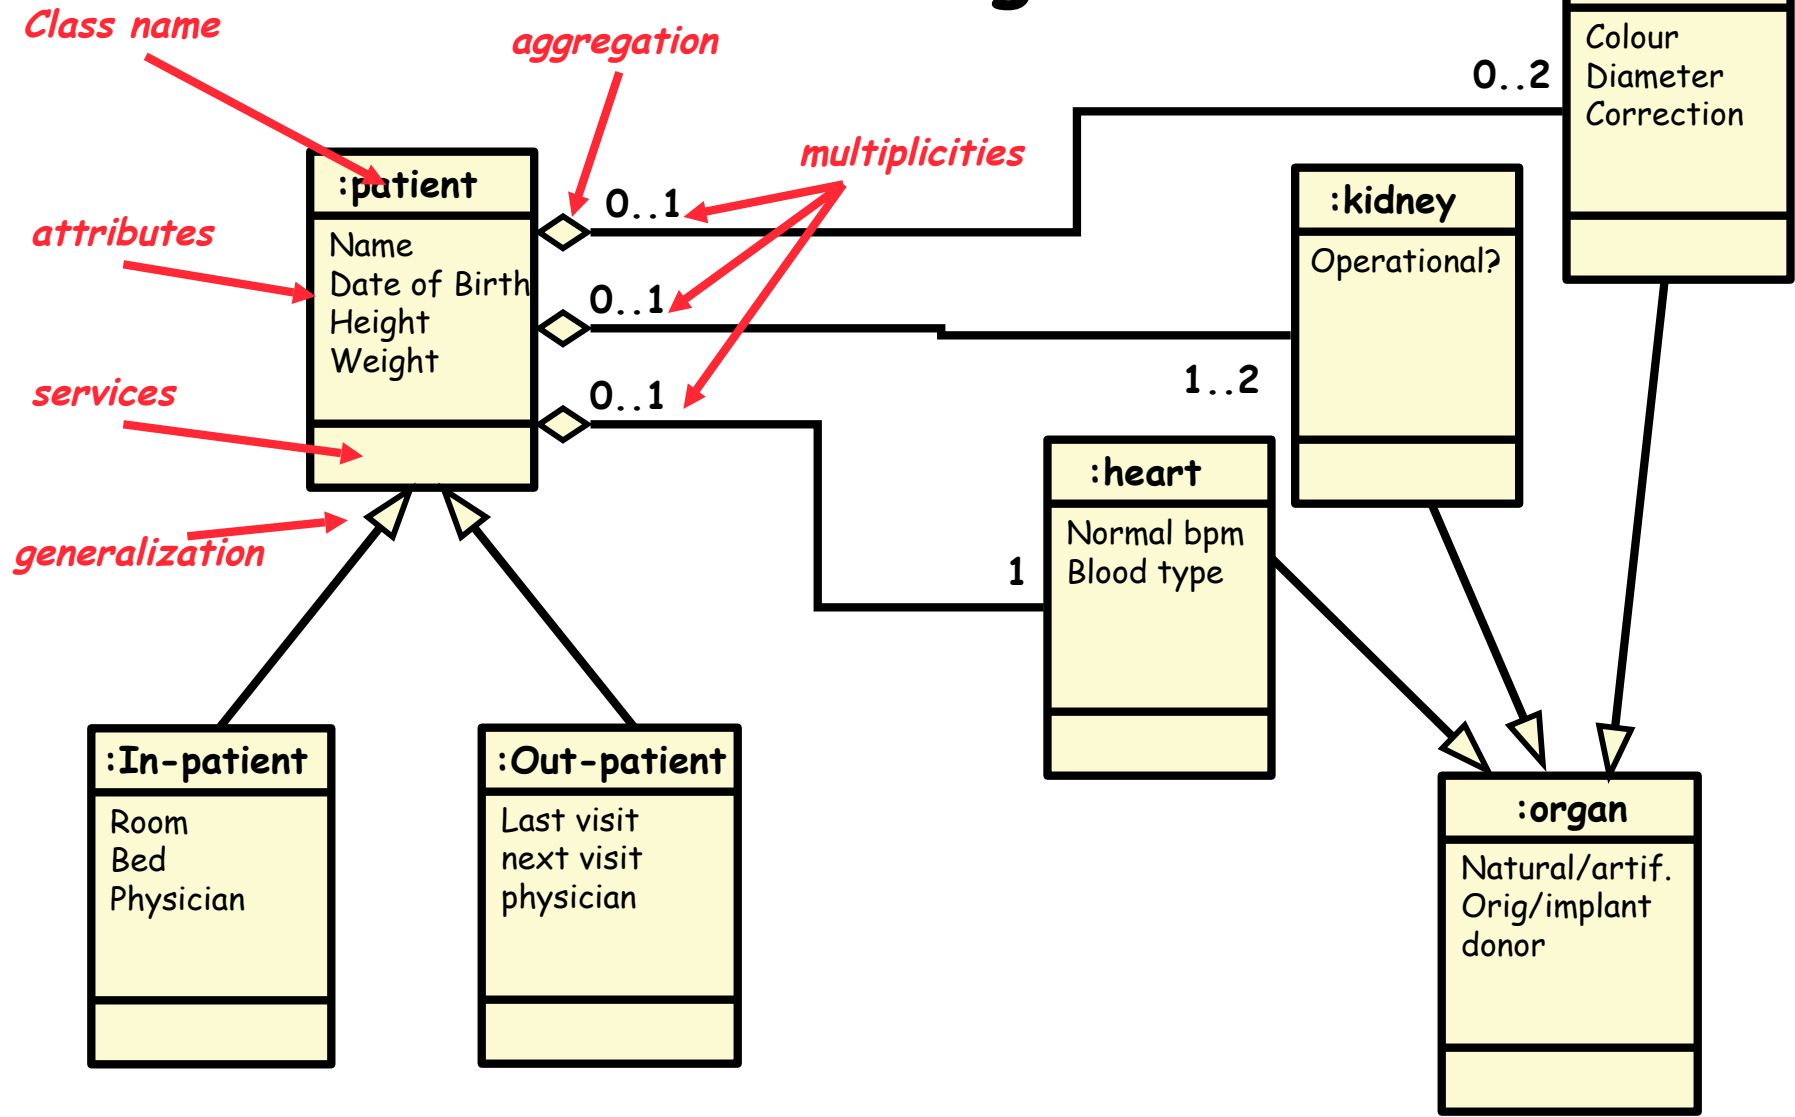 Class name
aggregation
multiplicities
attributes
services
generalization
:patient
Name
Date of Birth
Height
Weight
0..1
0..1
0..1
0..2
1..2
1
Colour
Diameter
Correction
:kidney
Operational?
:heart
Normal bpm
Blood type
:In-patient
Room
Bed
Physician
:Out-patient
Last visit
next visit
physician
:organ
Natural/artif.
Orig/implant
donor